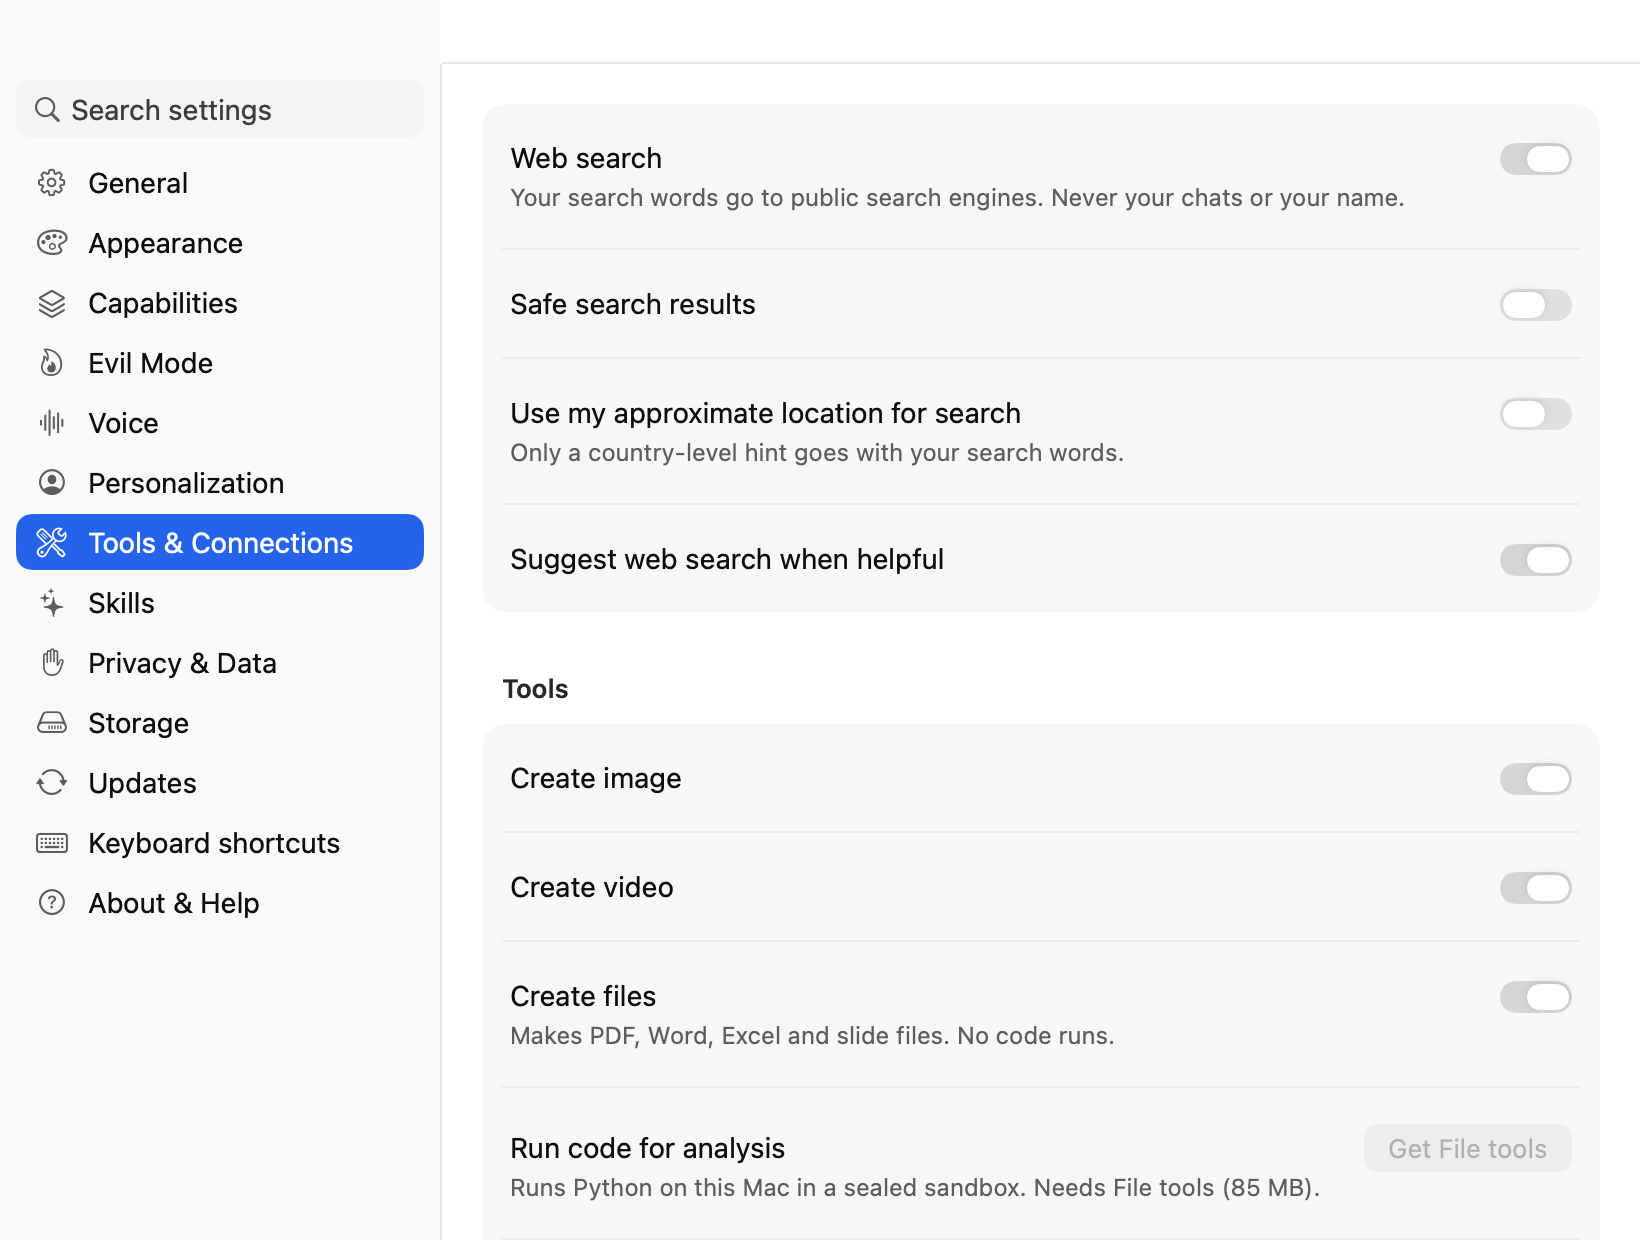 Search settings
General
Appearance
Capabilities
Evil Mode
Voice
Personalization
Tools & Connections
Skills
Privacy & Data
Storage
Updates
Keyboard shortcuts
About & Help
Web search
Your search words go to public search engines. Never your chats or your name.
Safe search results
Use my approximate location for search
Only a country-level hint goes with your search words.
Suggest web search when helpful
Tools
Create image
Create video
Create files
Makes PDF, Word, Excel and slide files. No code runs.
Run code for analysis
Get File tools
Runs Python on this Mac in a sealed sandbox. Needs File tools (85 MB).